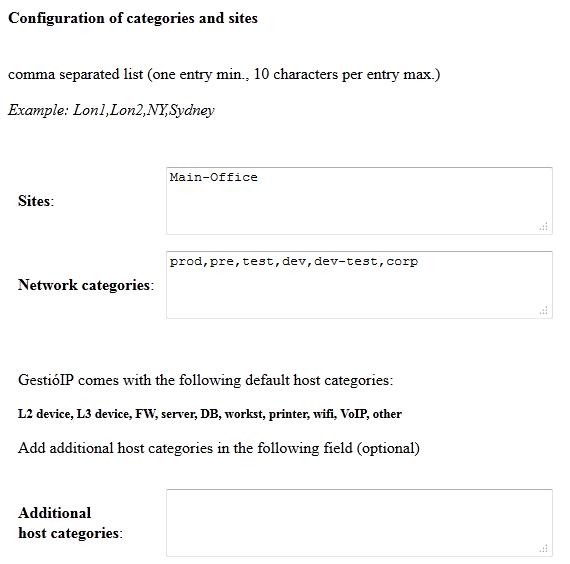 Configuration of categories and sites
comma separated list (one entry min., 10 characters per entry max.)
Example: Lon1,Lon2,NY,Sydney
Sites:
Main-Office
Network categories:
prod,pre,test,dev,dev-test,corp
GestióIP comes with the following default host categories:
L2 device, L3 device, FW, server, DB, workst, printer, wifi, VoIP, other
Add additional host categories in the following field (optional)
Additional
host categories: